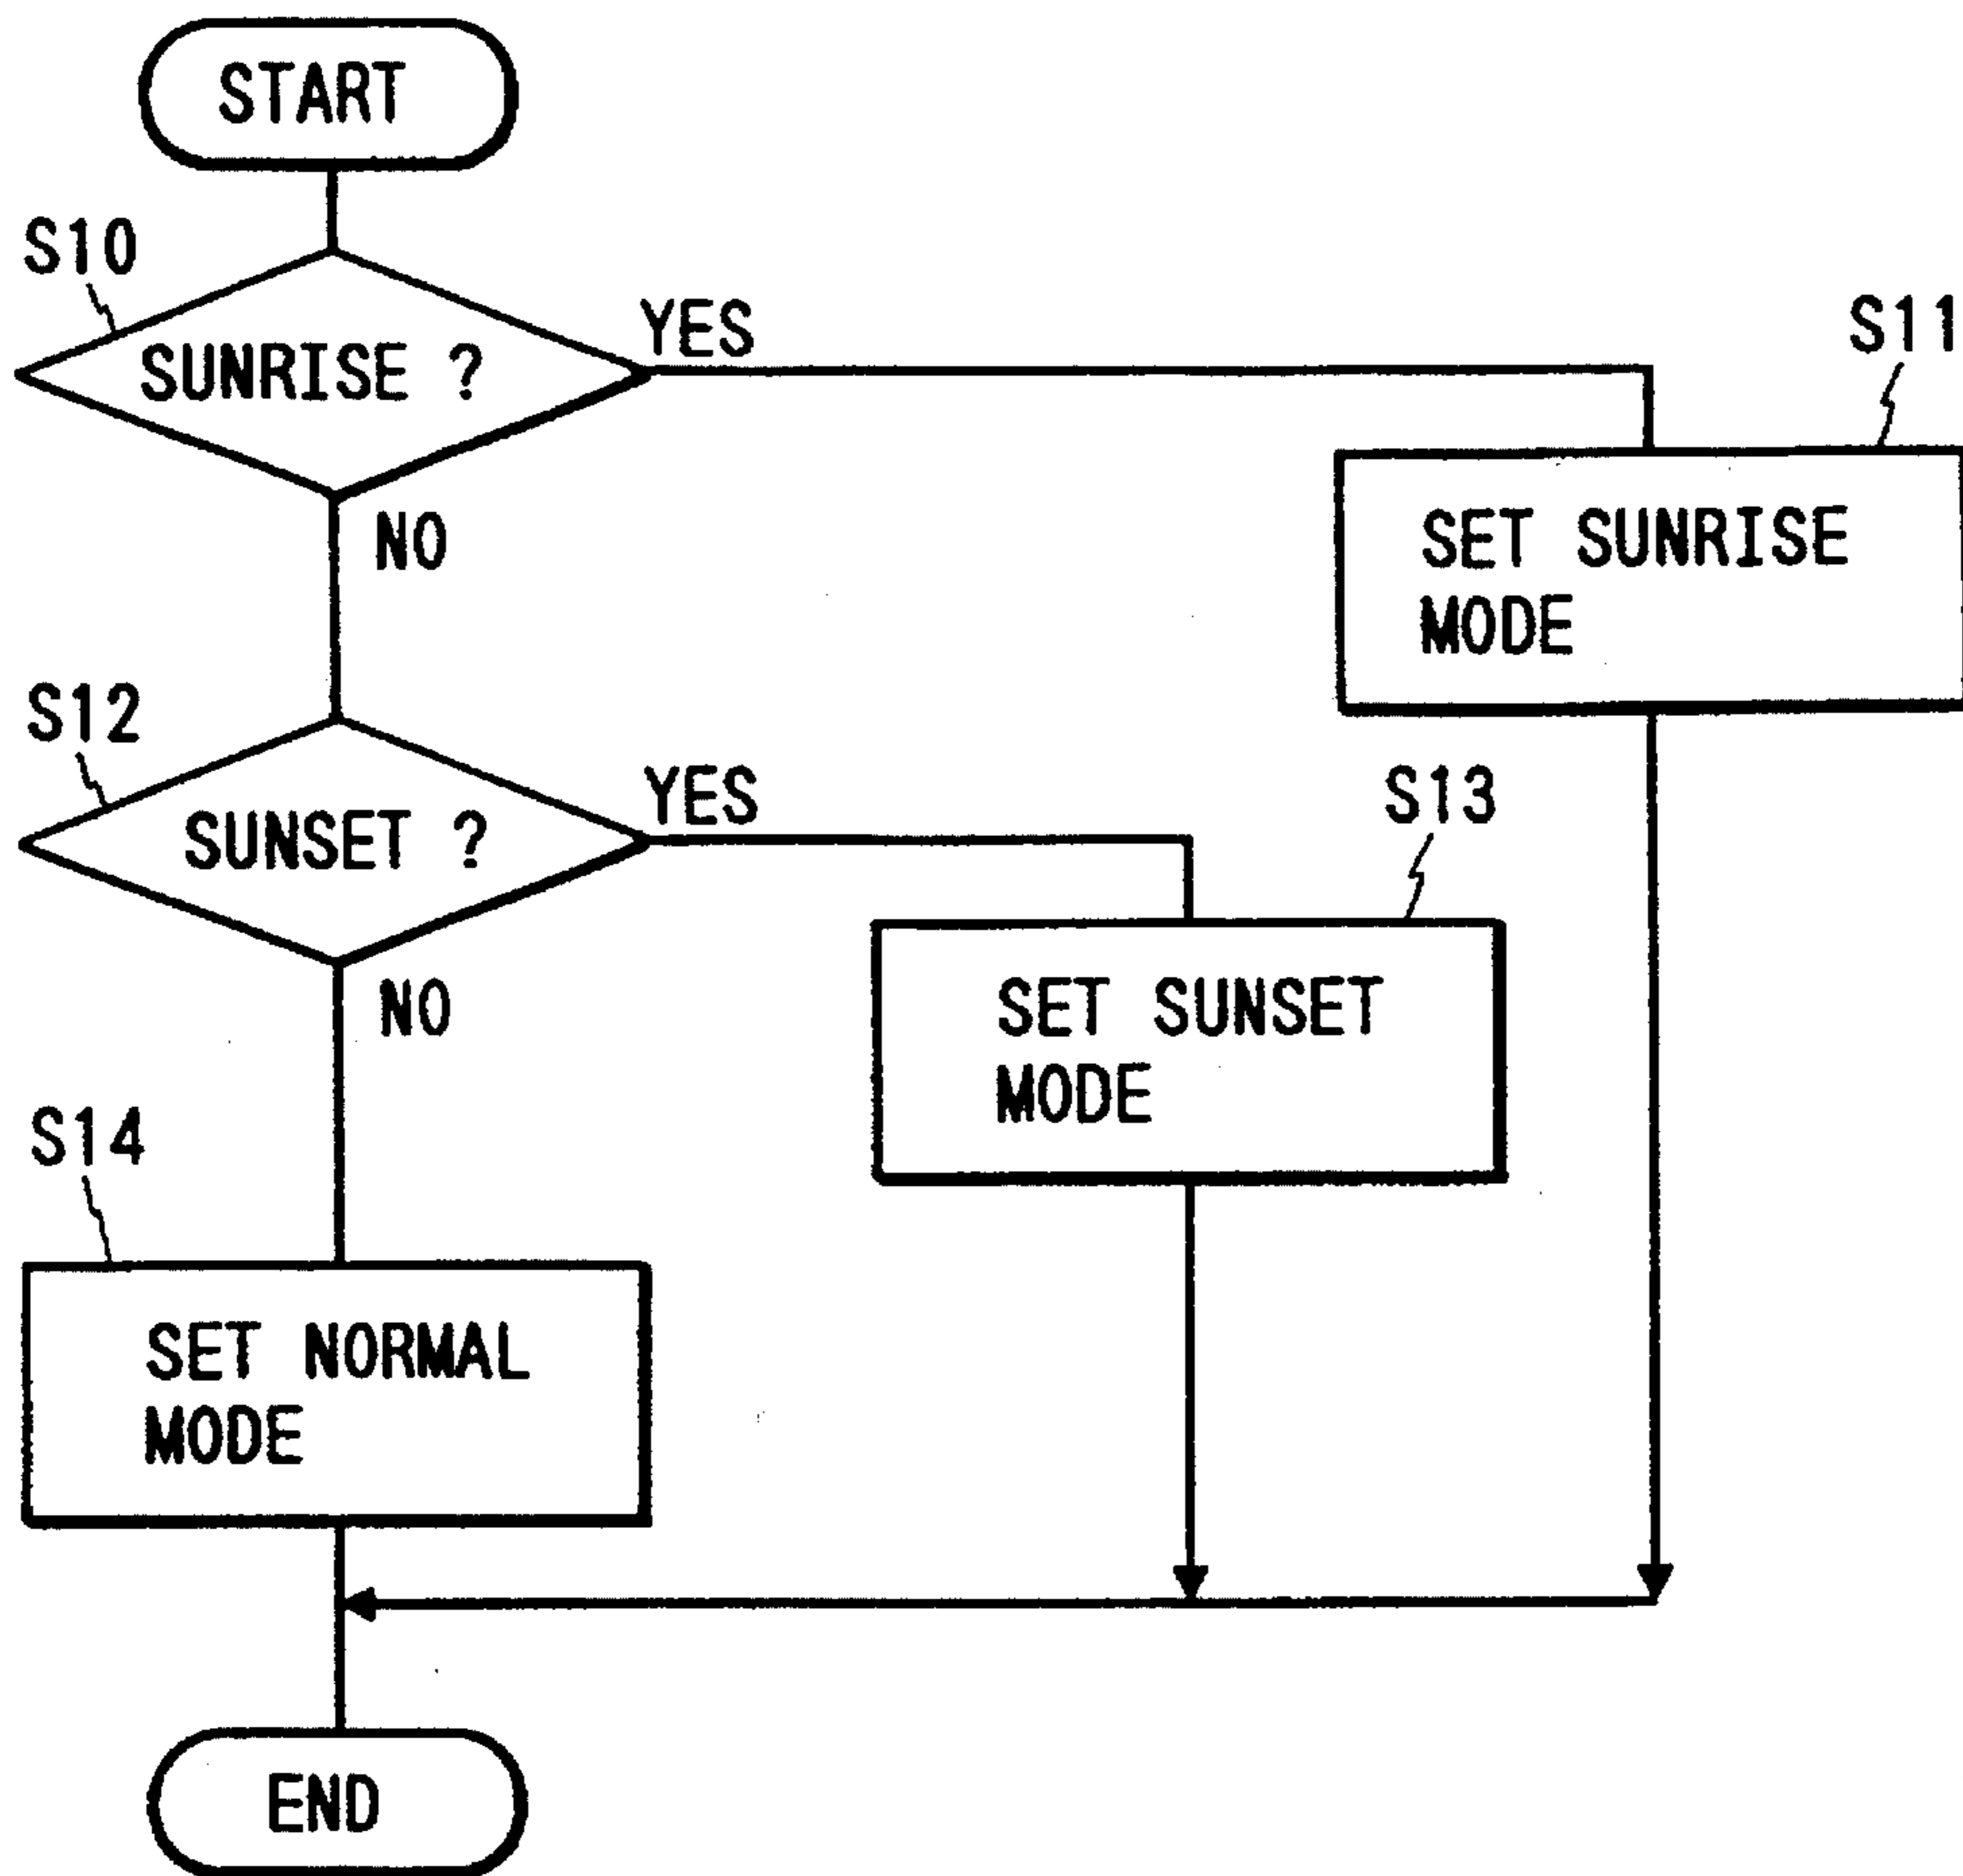 START
S10
SUNRISE ?
YES
S11
SET SUNRISE
MODE
NO
S12
SUNSET ?
YES
S13
SET SUNSET
MODE
NO
S14
SET NORMAL
MODE
END